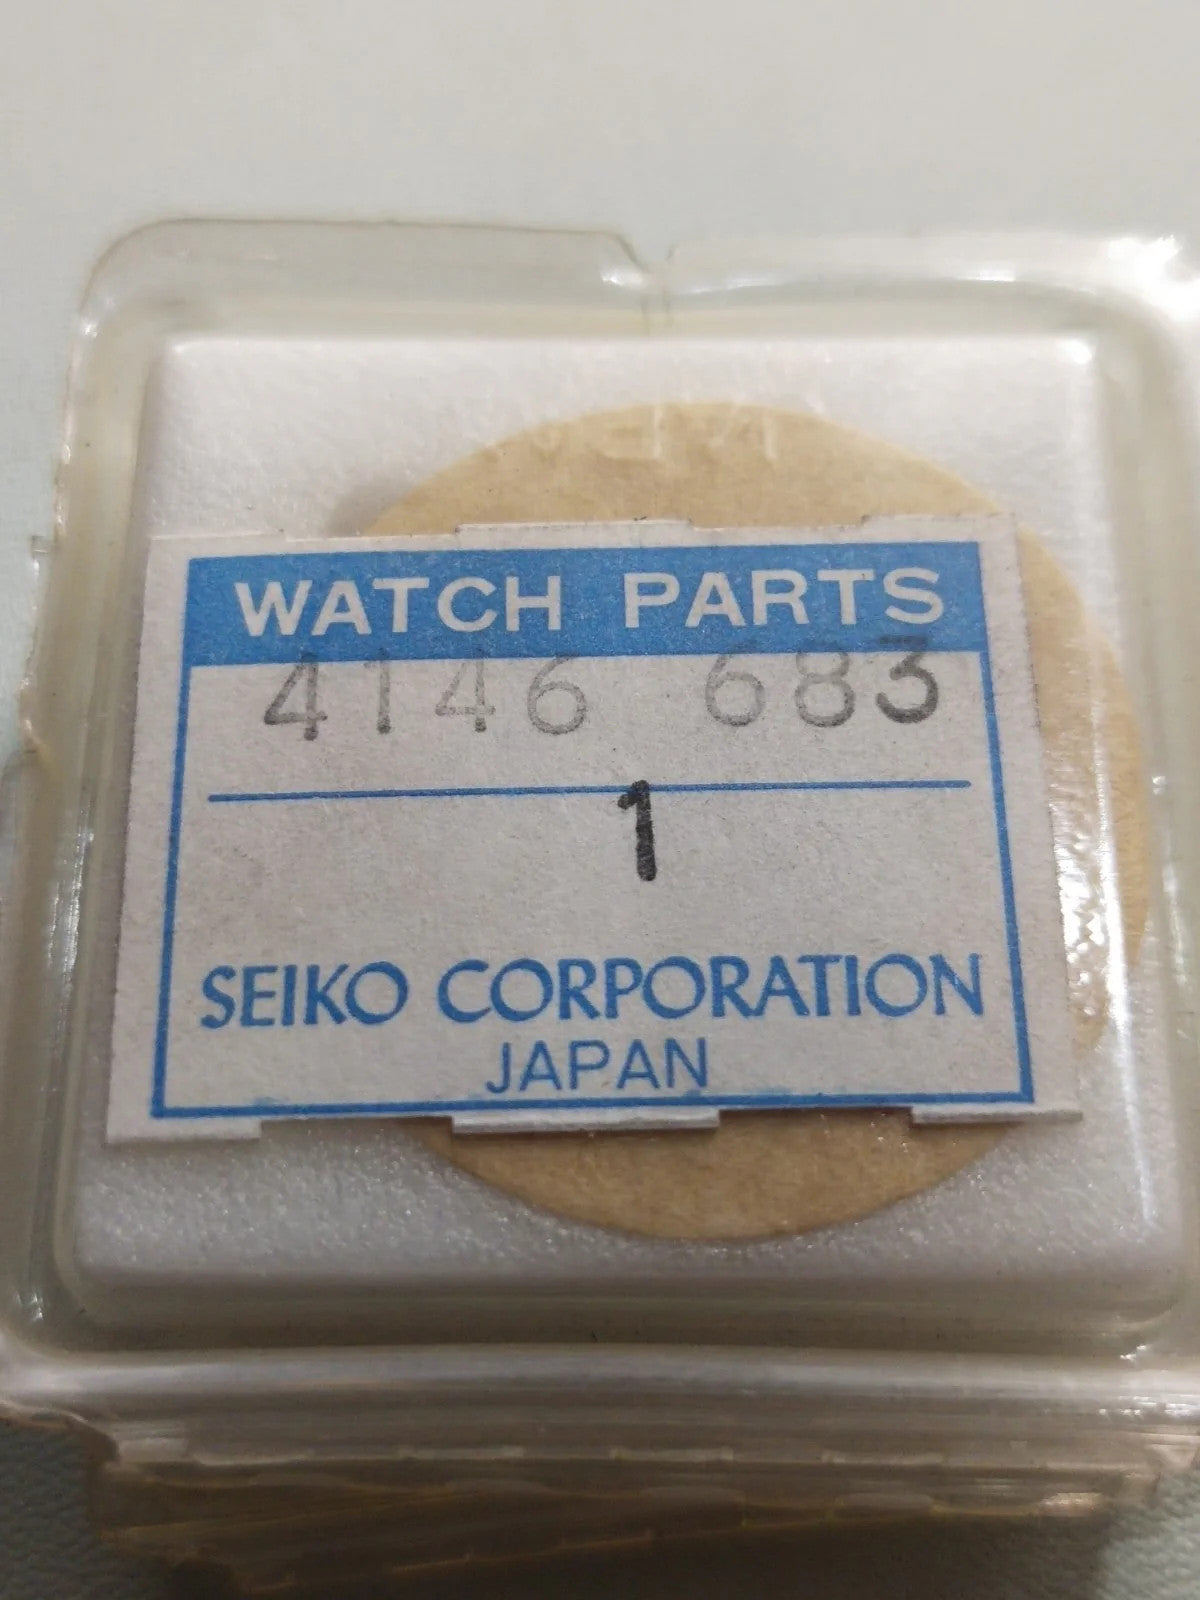 WATCH PARTS
4146 683
1
SEIKO CORPORATION
JAPAN